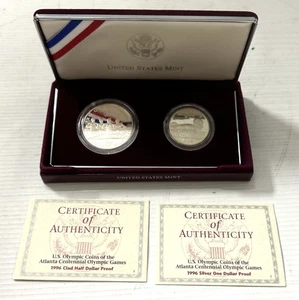 UNITED STATES MINT
UNITED STATES MINT
CERTIFICATE
of
AUTHENTICITY
U.S. Olympic Coins of the
Atlanta Centennial Olympic Games
1996 Clad Half Dollar Proof
CERTIFICATE
of
AUTHENTICITY
U.S. Olympic Coins of the
Atlanta Centennial Olympic Games
1996 Silver One Dollar Proof